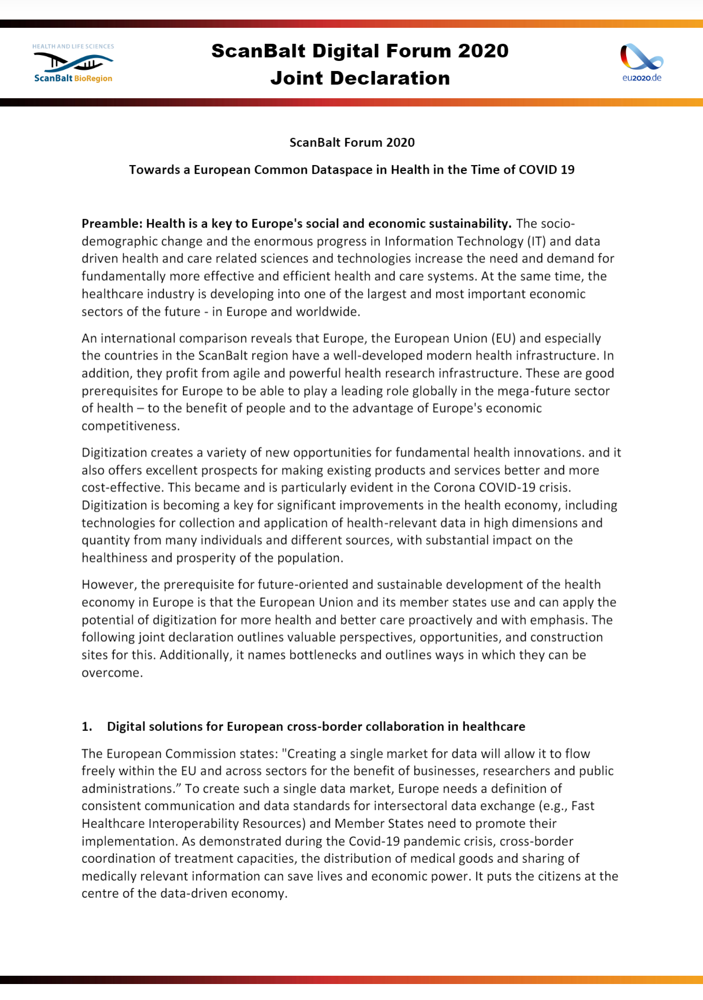 HEALTH AND LIFE SCIENCES
ScanBalt BioRegion
ScanBalt Digital Forum 2020
Joint Declaration
eu2020.de
ScanBalt Forum 2020
Towards a European Common Dataspace in Health in the Time of COVID 19
Preamble: Health is a key to Europe's social and economic sustainability. The socio-
demographic change and the enormous progress in Information Technology (IT) and data
driven health and care related sciences and technologies increase the need and demand for
fundamentally more effective and efficient health and care systems. At the same time, the
healthcare industry is developing into one of the largest and most important economic
sectors of the future - in Europe and worldwide.
An international comparison reveals that Europe, the European Union (EU) and especially
the countries in the ScanBalt region have a well-developed modern health infrastructure. In
addition, they profit from agile and powerful health research infrastructure. These are good
prerequisites for Europe to be able to play a leading role globally in the mega-future sector
of health – to the benefit of people and to the advantage of Europe's economic
competitiveness.
Digitization creates a variety of new opportunities for fundamental health innovations. and it
also offers excellent prospects for making existing products and services better and more
cost-effective. This became and is particularly evident in the Corona COVID-19 crisis.
Digitization is becoming a key for significant improvements in the health economy, including
technologies for collection and application of health-relevant data in high dimensions and
quantity from many individuals and different sources, with substantial impact on the
healthiness and prosperity of the population.
However, the prerequisite for future-oriented and sustainable development of the health
economy in Europe is that the European Union and its member states use and can apply the
potential of digitization for more health and better care proactively and with emphasis. The
following joint declaration outlines valuable perspectives, opportunities, and construction
sites for this. Additionally, it names bottlenecks and outlines ways in which they can be
overcome.
1. Digital solutions for European cross-border collaboration in healthcare
The European Commission states: "Creating a single market for data will allow it to flow
freely within the EU and across sectors for the benefit of businesses, researchers and public
administrations.” To create such a single data market, Europe needs a definition of
consistent communication and data standards for intersectoral data exchange (e.g., Fast
Healthcare Interoperability Resources) and Member States need to promote their
implementation. As demonstrated during the Covid-19 pandemic crisis, cross-border
coordination of treatment capacities, the distribution of medical goods and sharing of
medically relevant information can save lives and economic power. It puts the citizens at the
centre of the data-driven economy.